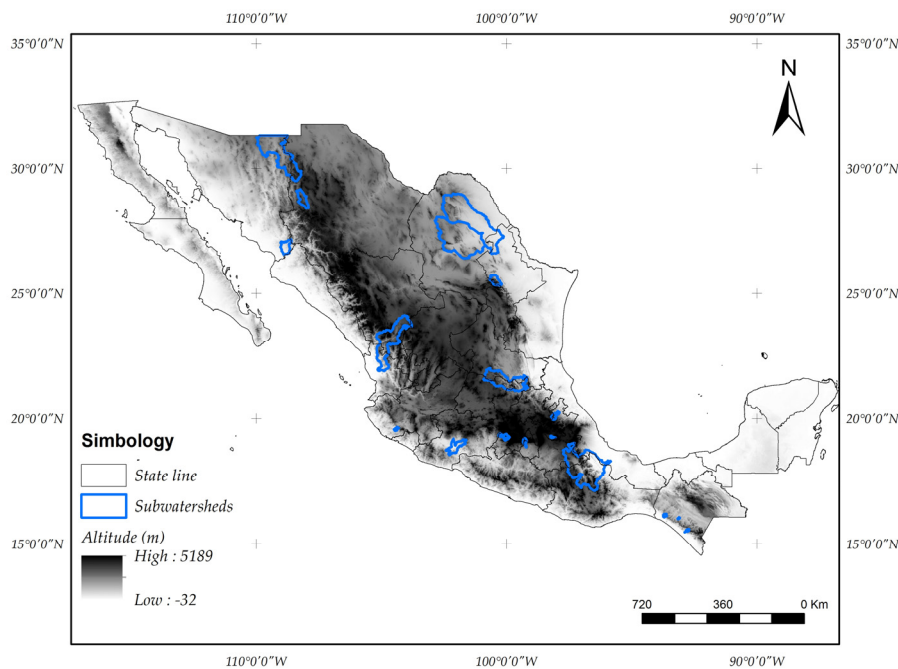 110°0'0"W 100°0'0"W 90°0'0"W
35°0'0"N 35°0'0"N
N
30°0'0"N 30°0'0"N
25°0'0"N 25°0'0"N
20°0'0"N 20°0'0"N
Simbology
State line
Subwatersheds
Altitude (m)
High : 5189
15°0'0"N 15°0'0"N
Low : -32
720 360 0 Km
110°0'0"W 100°0'0"W 90°0'0"W